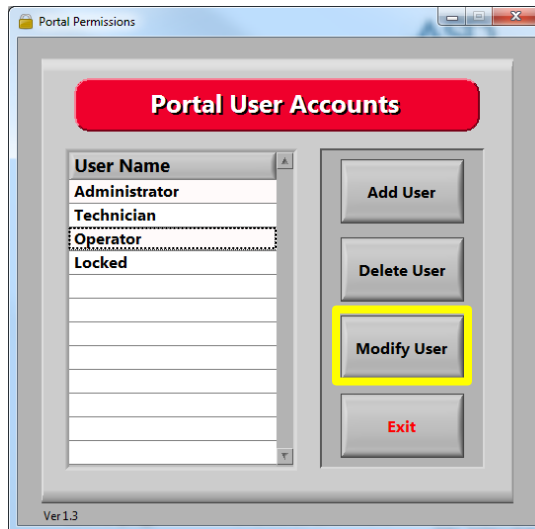 Portal Permissions
Portal User Accounts
User Name
Administrator
Technician
Operator
Locked
Add User
Delete User
Modify User
Exit
Ver 1.3